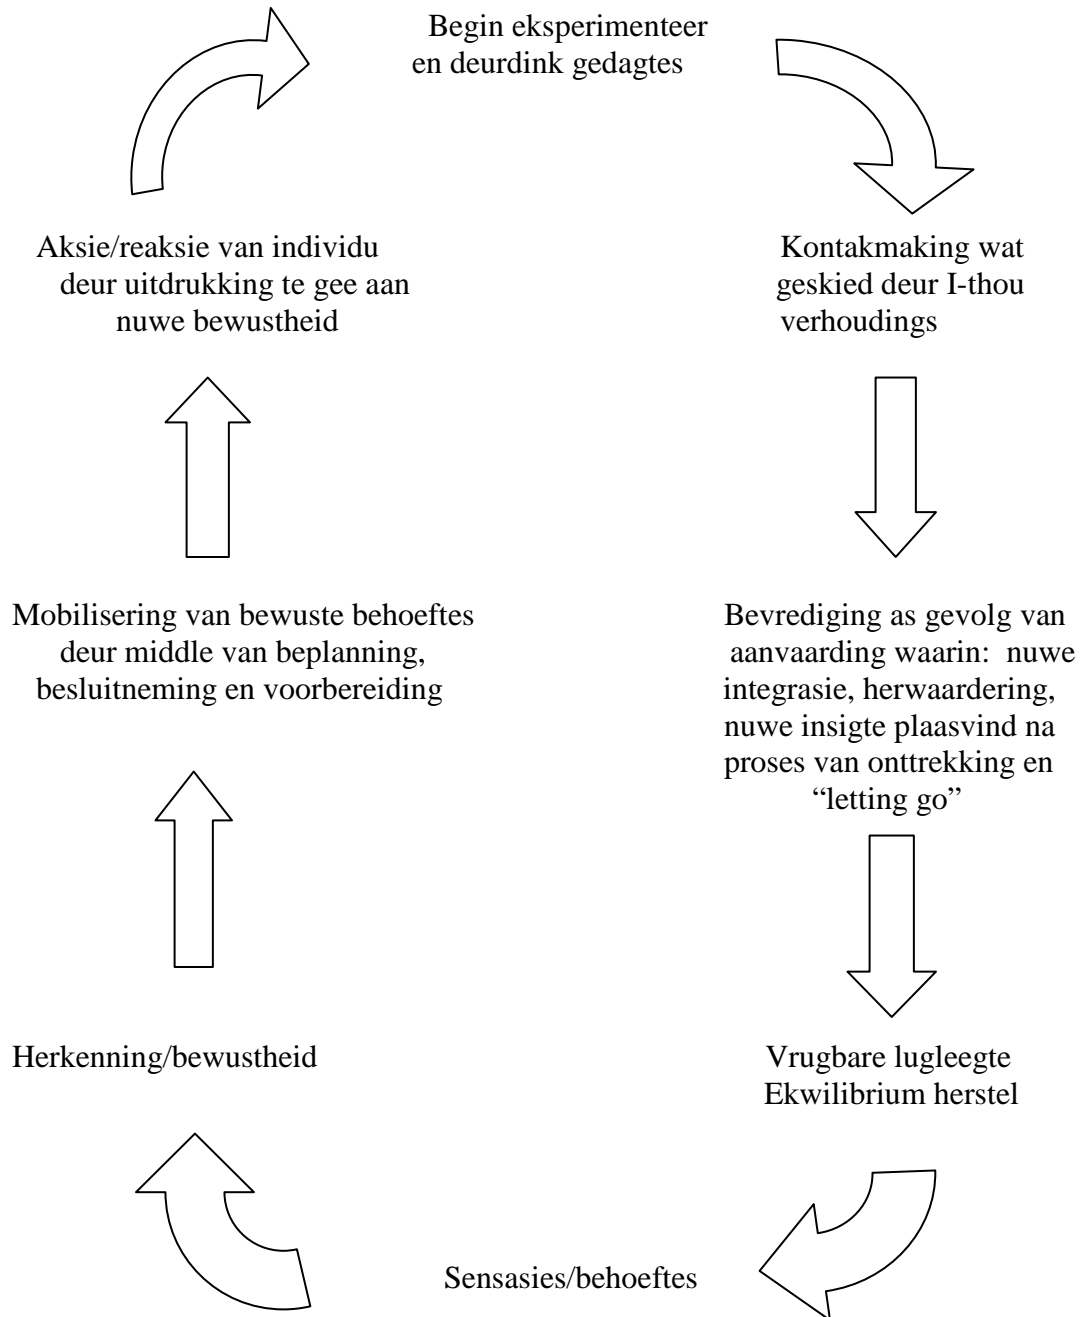 Begin eksperimenteer
en deurdink gedagtes
Aksie/reaksie van individu
deur uitdrukking te gee aan
nuwe bewustheid
Kontakmaking wat
geskied deur I-thou
verhoudings
Mobilisering van bewuste behoeftes
deur middle van beplanning,
besluitneming en voorbereiding
Bevrediging as gevolg van
aanvaarding waarin:  nuwe
integrasie, herwaardering,
nuwe insigte plaasvind na
proses van onttrekking en
“letting go”
Herkenning/bewustheid
Vrugbare lugleegte
Ekwilibrium herstel
Sensasies/behoeftes